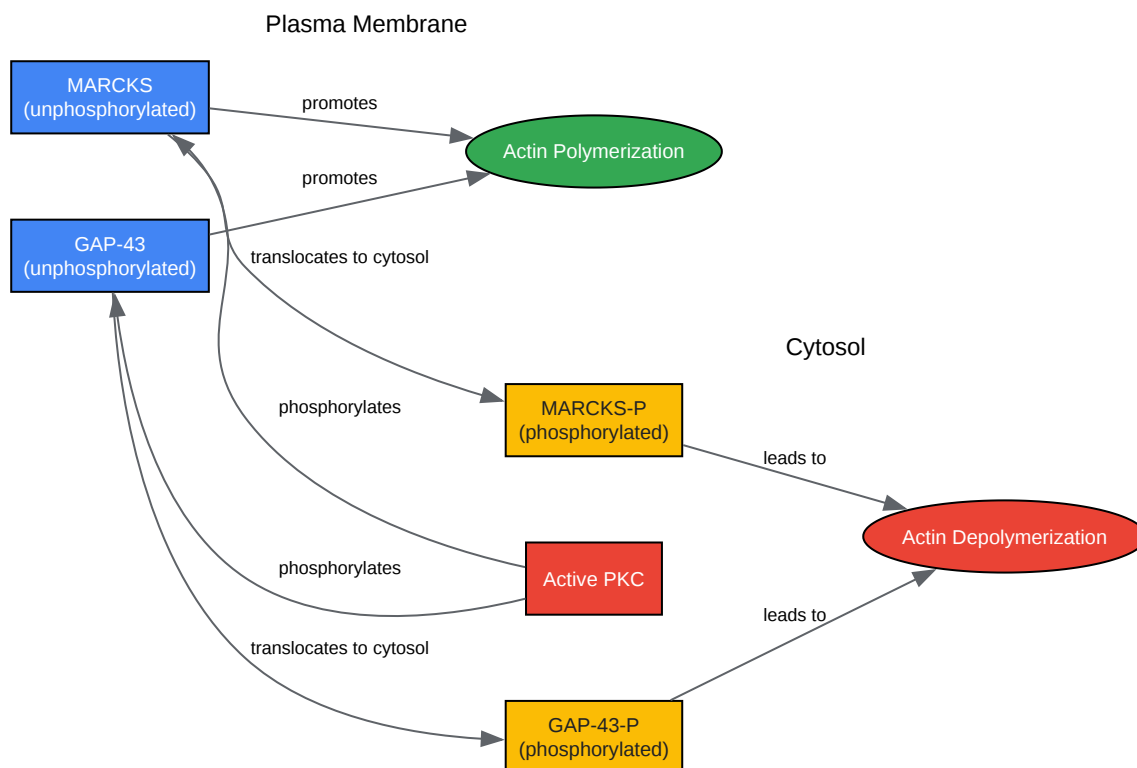 Plasma Membrane
MARCKS
(unphosphorylated)
promotes
Actin Polymerization
promotes
GAP-43
(unphosphorylated)
translocates to cytosol
Cytosol
MARCKS-P
(phosphorylated)
phosphorylates
leads to
Actin Depolymerization
phosphorylates
Active PKC
leads to
translocates to cytosol
GAP-43-P
(phosphorylated)